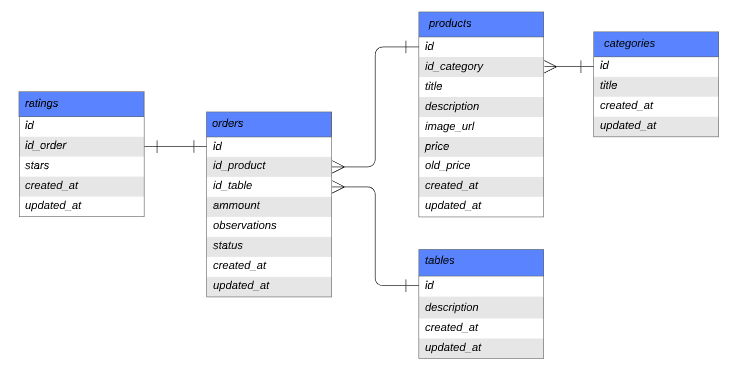 ratings
id
id_order
stars
created_at
updated_at
orders
id
id_product
id_table
ammount
observations
status
created_at
updated_at
products
id
id_category
title
description
image_url
price
old_price
created_at
updated_at
categories
id
title
created_at
updated_at
tables
id
description
created_at
updated_at